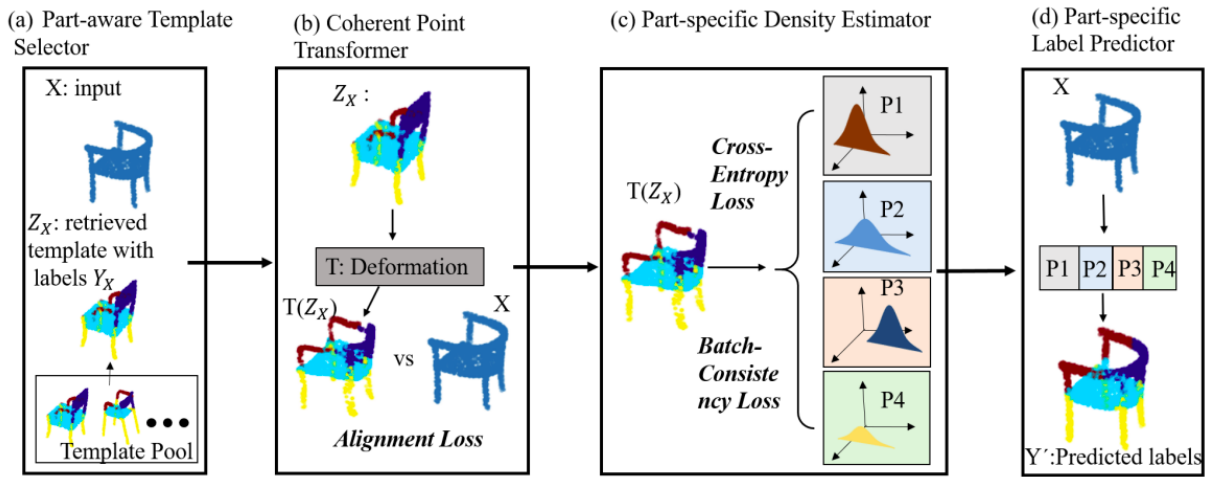 (a) Part-aware Template
Selector
X: input
Z_X: retrieved
template with
labels Y_X
Template Pool
(b) Coherent Point
Transformer
Z_X :
T: Deformation
T(Z_X)
X
vs
Alignment Loss
(c) Part-specific Density Estimator
T(Z_X)
Cross-
Entropy
Loss
Batch-
Consiste
ncy Loss
P1
P2
P3
P4
(d) Part-specific
Label Predictor
X
P1 P2 P3 P4
Y´:Predicted labels